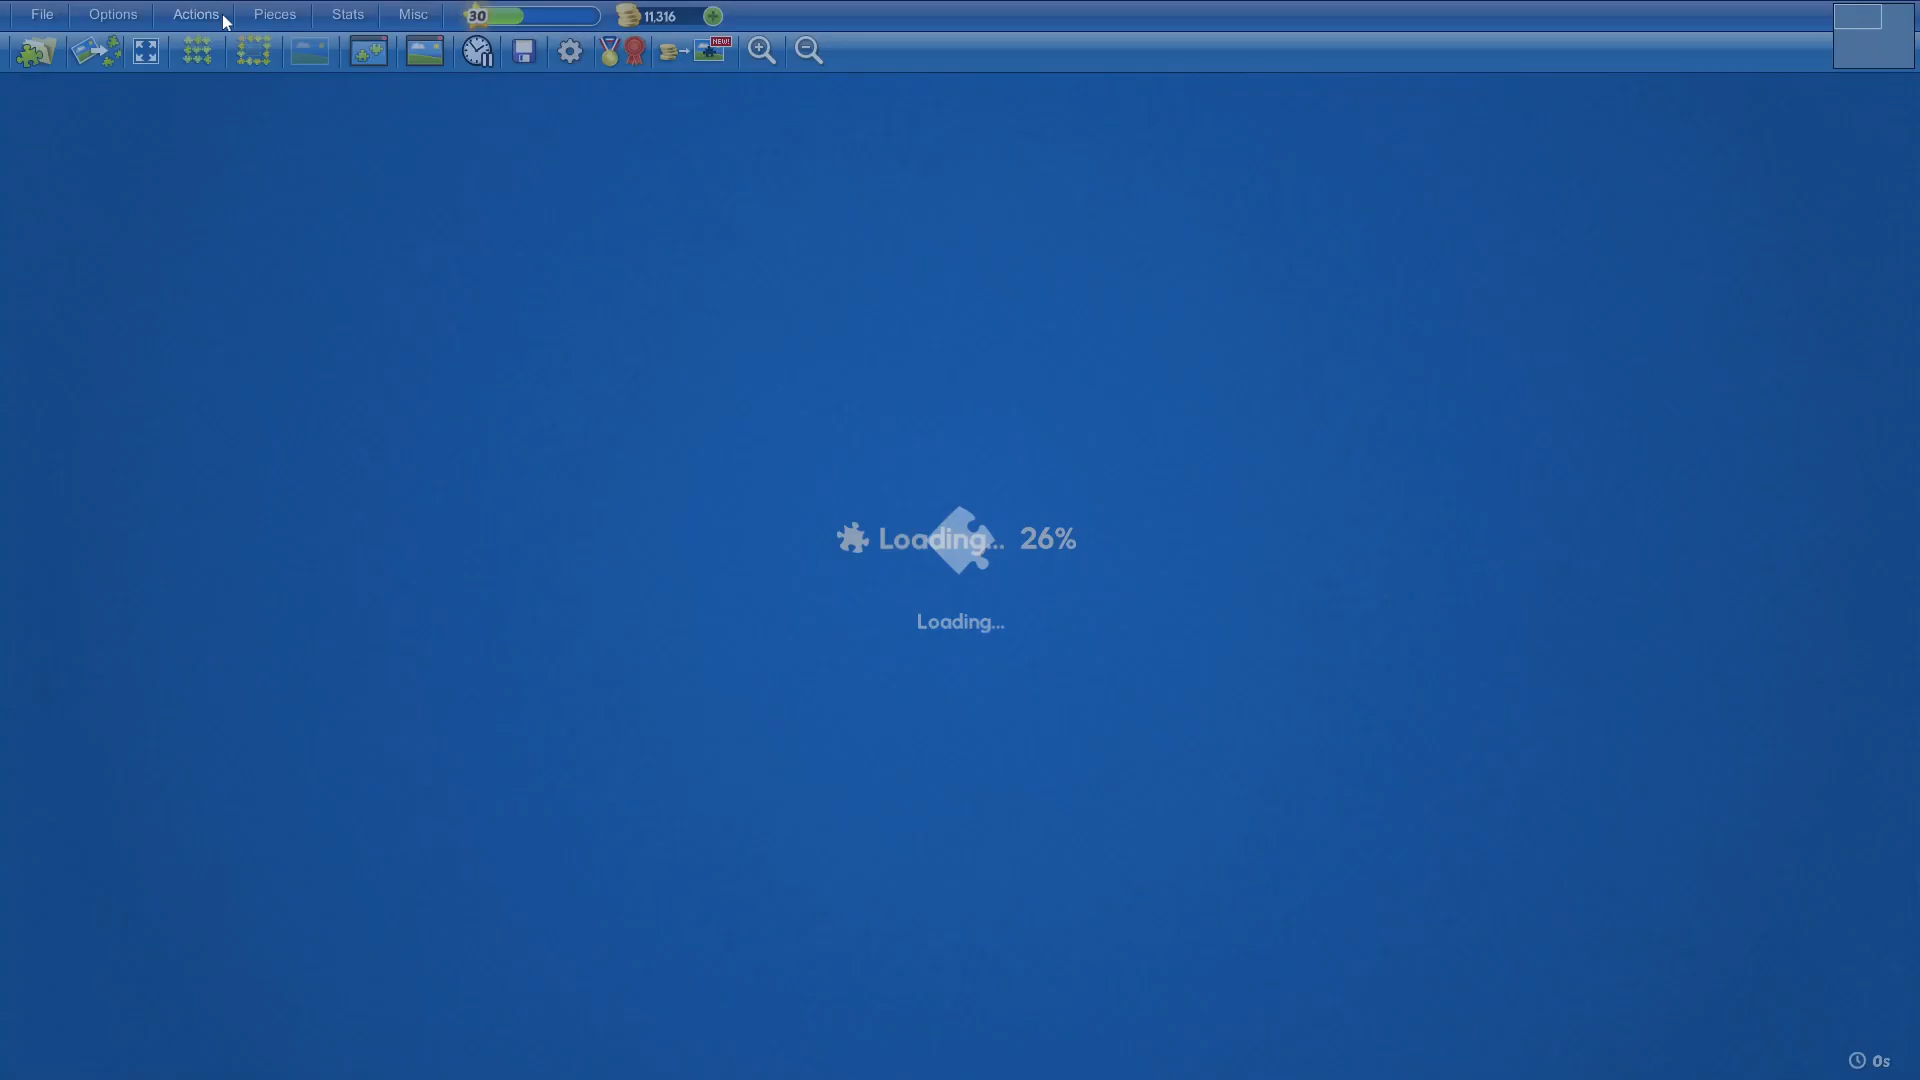 File Options Actions Pieces Stats Misc 30 11,316
NEW!
Loading... 26%
Loading...
0s